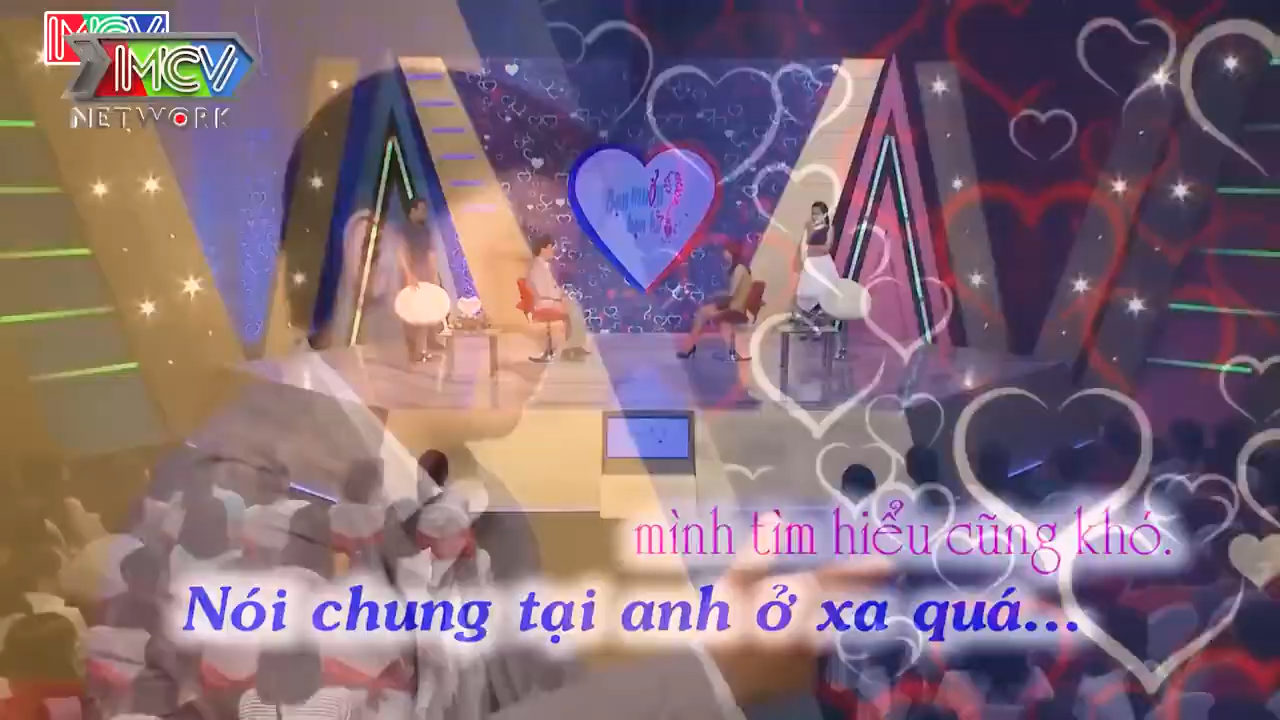 MCV
MCV
NETWORK
mình tìm hiểu cũng khó.
Nói chung tại anh ở xa quá...